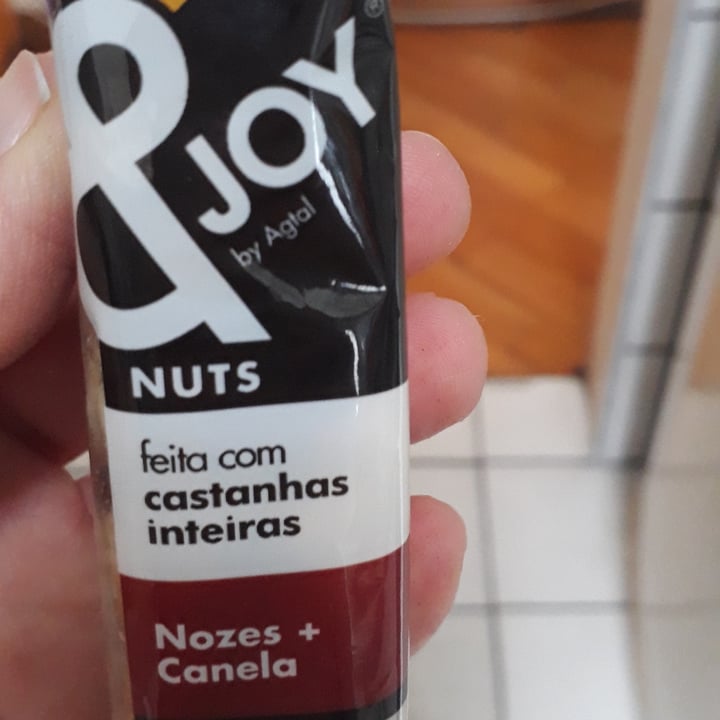 & JOY®
by Agtal
NUTS
feita com
castanhas
inteiras
Nozes +
Canela